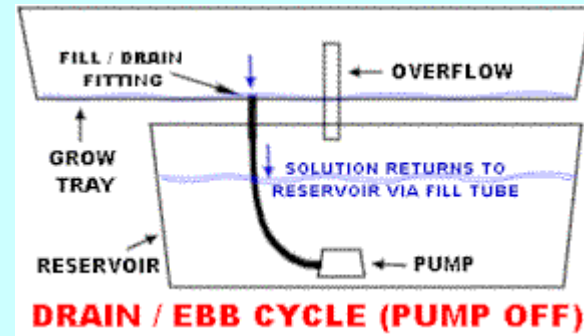 FILL / DRAIN
FITTING
OVERFLOW
GROW
TRAY
SOLUTION RETURNS TO
RESERVOIR VIA FILL TUBE
RESERVOIR
PUMP
DRAIN / EBB CYCLE (PUMP OFF)